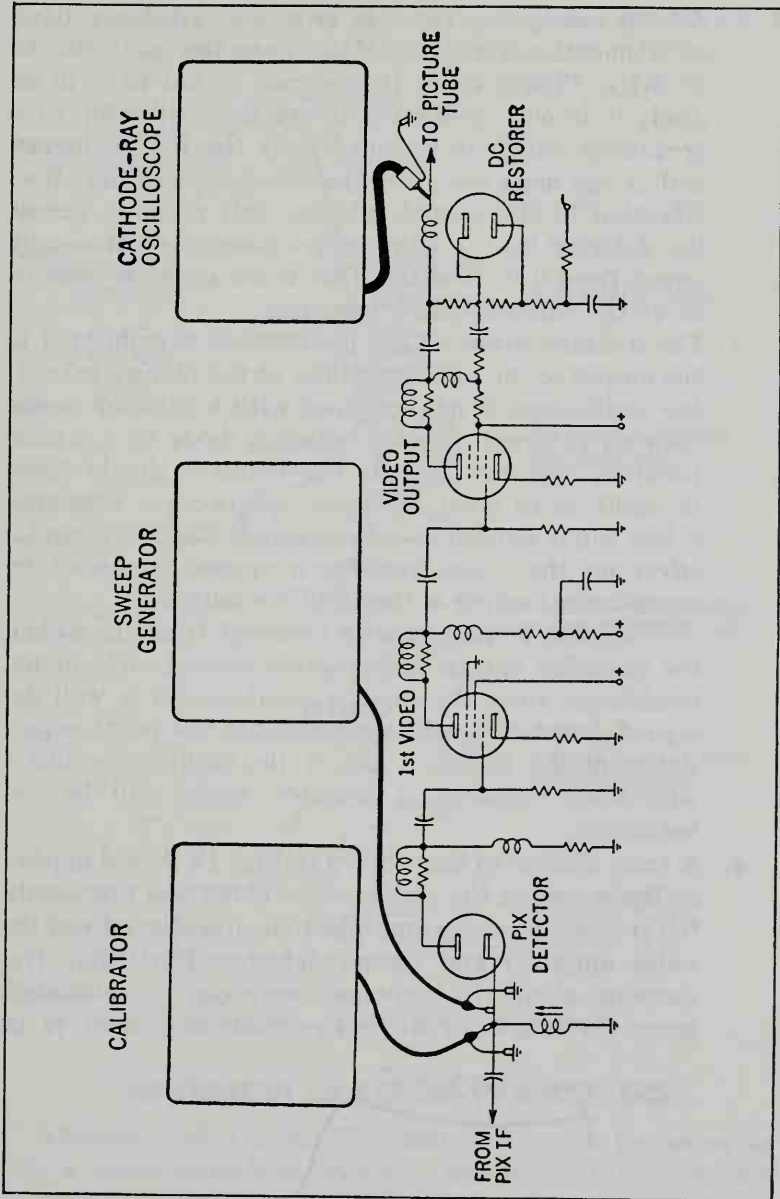 CALIBRATOR
SWEEP
GENERATOR
CATHODE-RAY
OSCILLOSCOPE
FROM
PIX IF
PIX
DETECTOR
1st VIDEO
VIDEO
OUTPUT
DC
RESTORER
TO PICTURE
TUBE
+
+
+